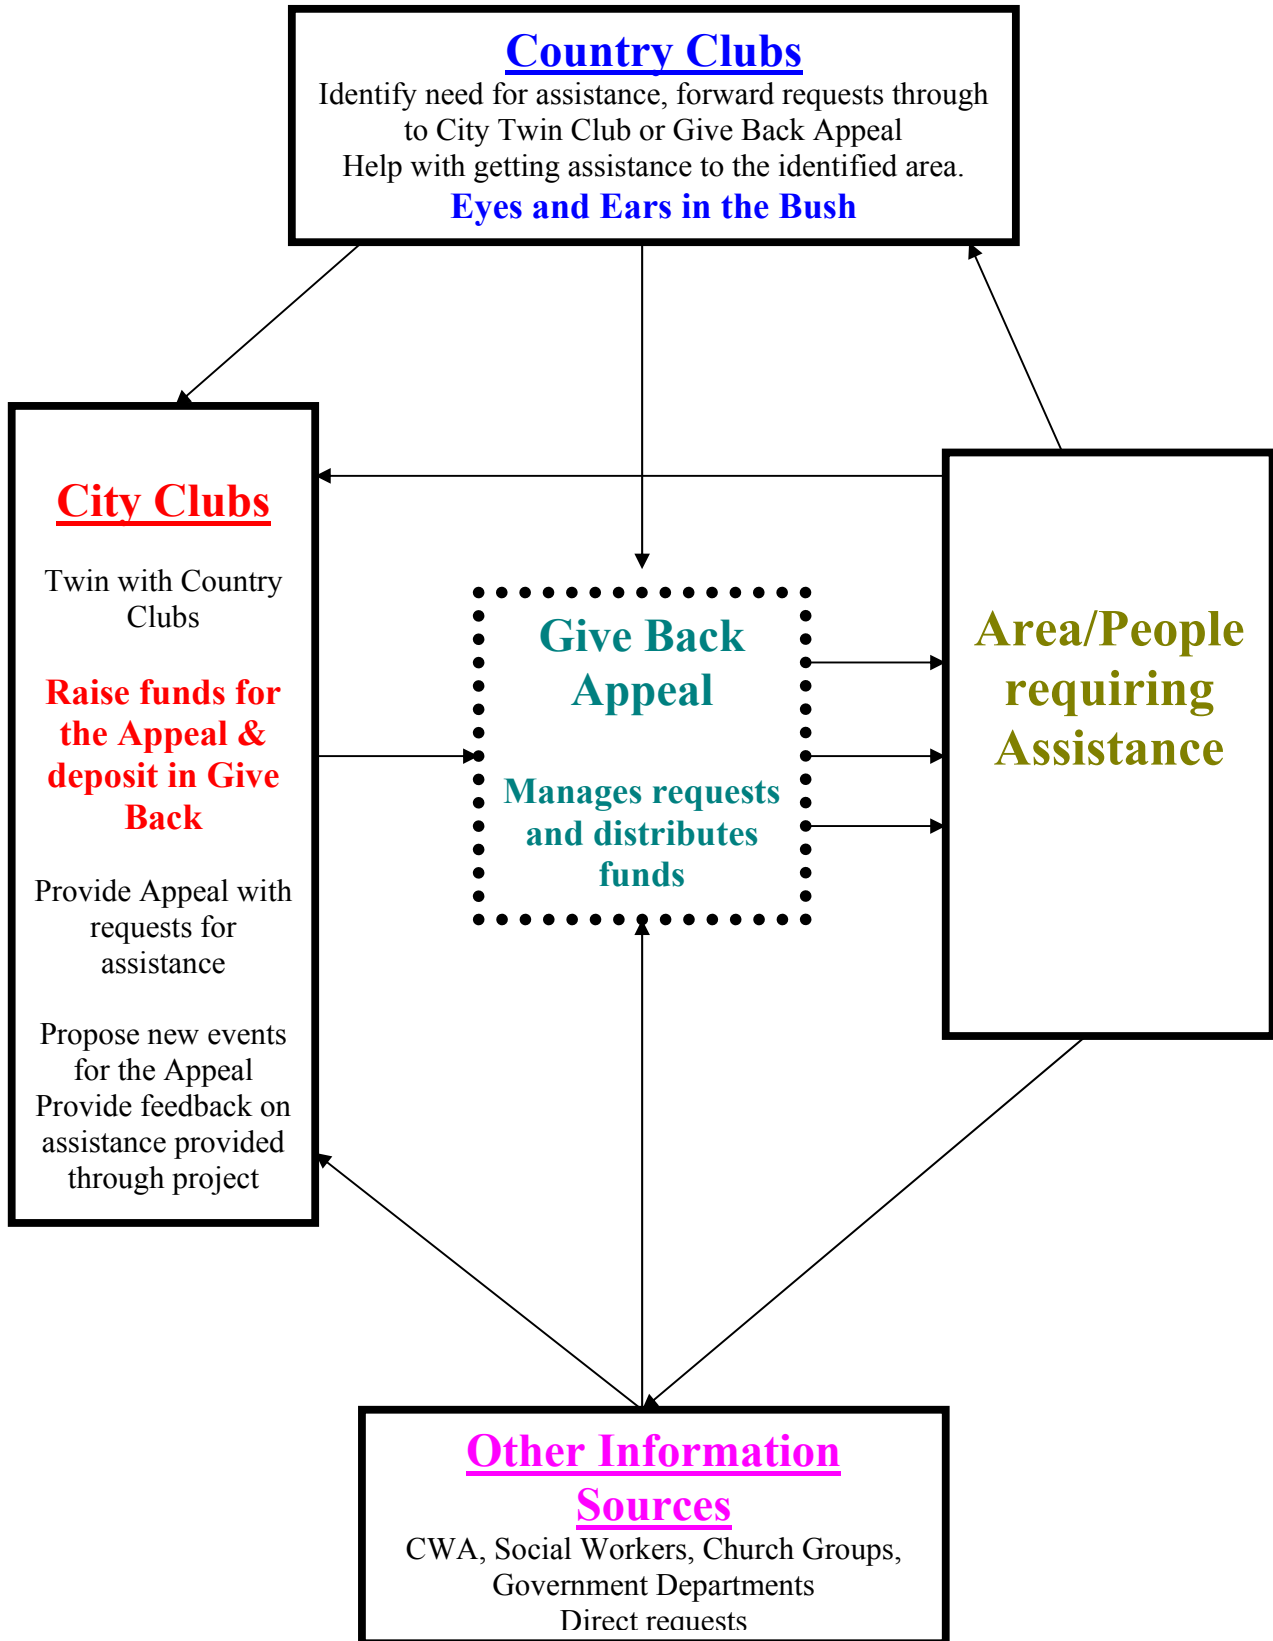 Country Clubs
Identify need for assistance, forward requests through
to City Twin Club or Give Back Appeal
Help with getting assistance to the identified area.
Eyes and Ears in the Bush
City Clubs
Twin with Country
Clubs
Raise funds for
the Appeal &
deposit in Give
Back
Provide Appeal with
requests for
assistance
Propose new events
for the Appeal
Provide feedback on
assistance provided
through project
Give Back
Appeal
Manages requests
and distributes
funds
Area/People
requiring
Assistance
Other Information
Sources
CWA, Social Workers, Church Groups,
Government Departments
Direct requests